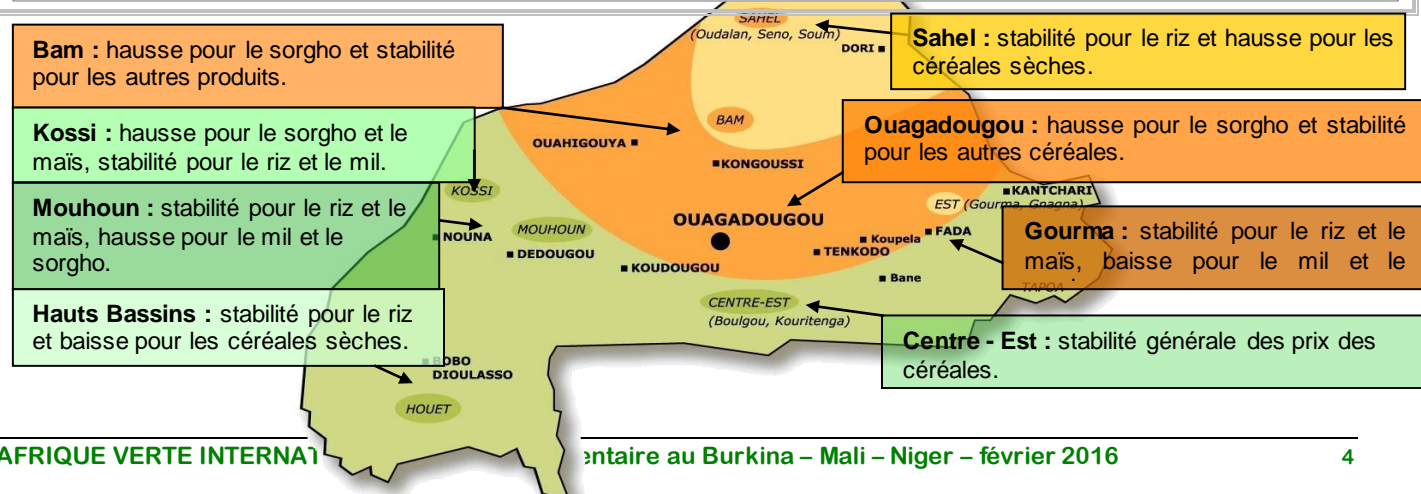 SAHEL
(Oudalan, Seno, Soum)
DORI
Bam : hausse pour le sorgho et stabilité
pour les autres produits.
Sahel : stabilité pour le riz et hausse pour les
céréales sèches.
Kossi : hausse pour le sorgho et le
maïs, stabilité pour le riz et le mil.
BAM
Ouagadougou : hausse pour le sorgho et stabilité
pour les autres céréales.
OUAHIGOUYA
KONGOUSSI
KOSSI
KANTCHARI
EST (Gourma, Gnagna)
Mouhoun : stabilité pour le riz et le
maïs, hausse pour le mil et le
sorgho.
OUAGADOUGOU
MOUHOUN
NOUNA
DEDOUGOU
KOUDOUGOU
Koupela
TENKODO
FADA
Bane
Gourma : stabilité pour le riz et le
maïs, baisse pour le mil et le
TAPOA
CENTRE-EST
(Boulgou, Kouritenga)
Hauts Bassins : stabilité pour le riz
et baisse pour les céréales sèches.
Centre - Est : stabilité générale des prix des
céréales.
BOBO
DIOULASSO
HOUET
AFRIQUE VERTE INTERNAT entaire au Burkina – Mali – Niger – février 2016 4